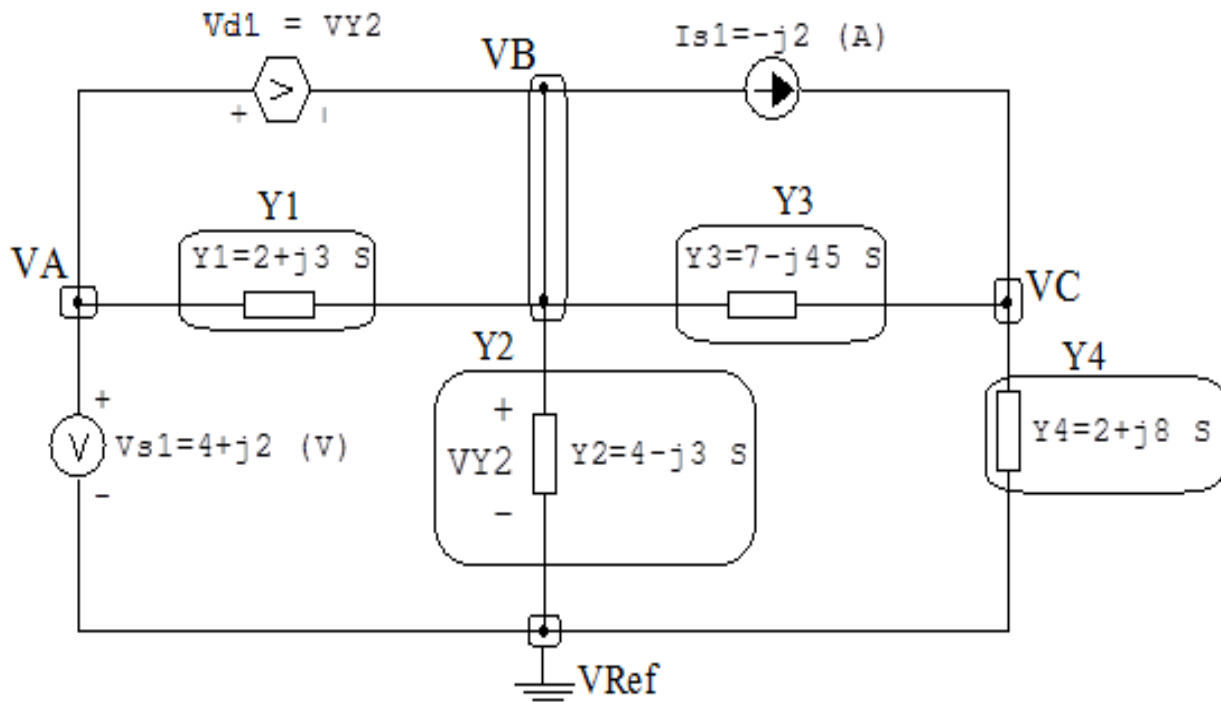 Vd1 = VY2
VB
Is1=-j2 (A)
+
Y1
Y3
VA
Y1=2+j3 S
Y3=7-j45 S
VC
Y2
Y4
+
Vs1=4+j2 (V)
-
+
VY2
-
Y2=4-j3 S
Y4=2+j8 S
V
VRef